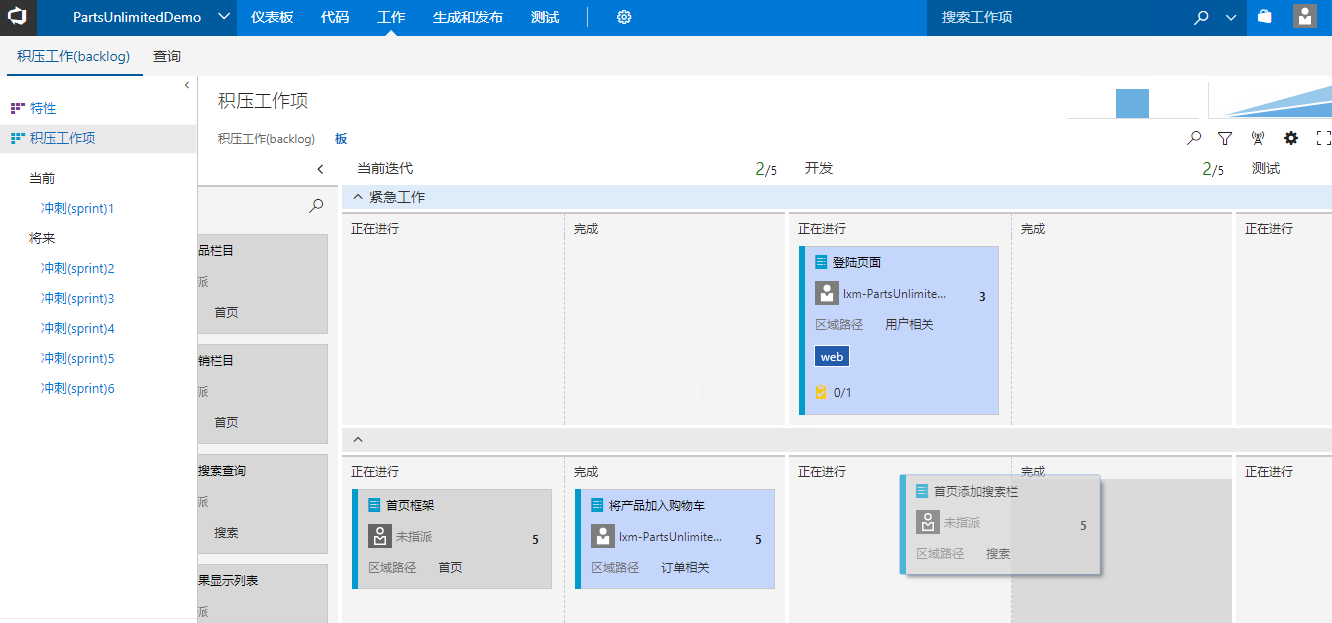 PartsUnlimitedDemo 仪表板 代码 工作 生成和发布 测试 搜索工作项
积压工作(backlog) 查询
特性
积压工作项
当前
冲刺(sprint)1
将来
冲刺(sprint)2
冲刺(sprint)3
冲刺(sprint)4
冲刺(sprint)5
冲刺(sprint)6
积压工作项
积压工作(backlog) 板
当前迭代 2/5 开发 2/5 测试
品栏目
派
首页
销栏目
派
首页
搜索查询
派
搜索
果显示列表
派
紧急工作
正在进行 完成 正在进行 完成 正在进行
登陆页面
lxm-PartsUnlimite... 3
区域路径 用户相关
web
0/1
正在进行 完成 正在进行 完成 正在进行
首页框架
未指派 5
区域路径 首页
将产品加入购物车
lxm-PartsUnlimite... 5
区域路径 订单相关
首页添加搜索栏
未指派 5
区域路径 搜索